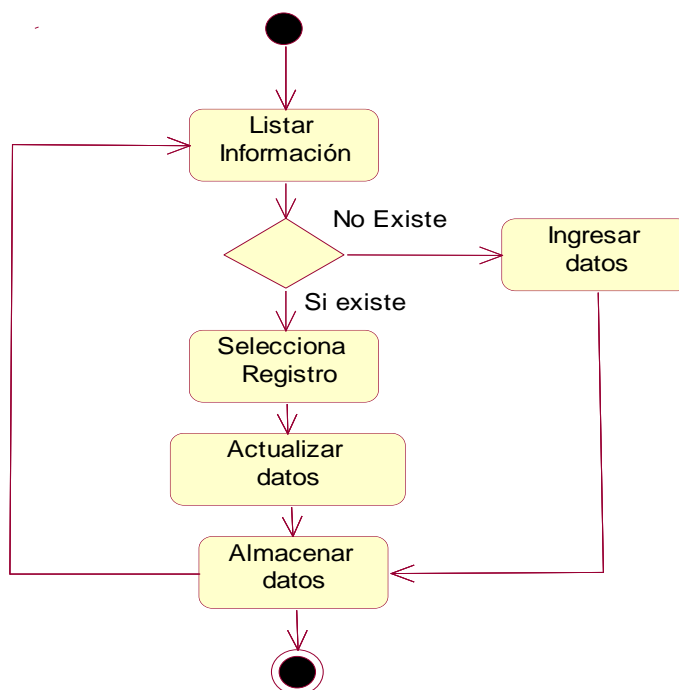 Listar
Información
No Existe
Ingresar
datos
Si existe
Selecciona
Registro
Actualizar
datos
Almacenar
datos